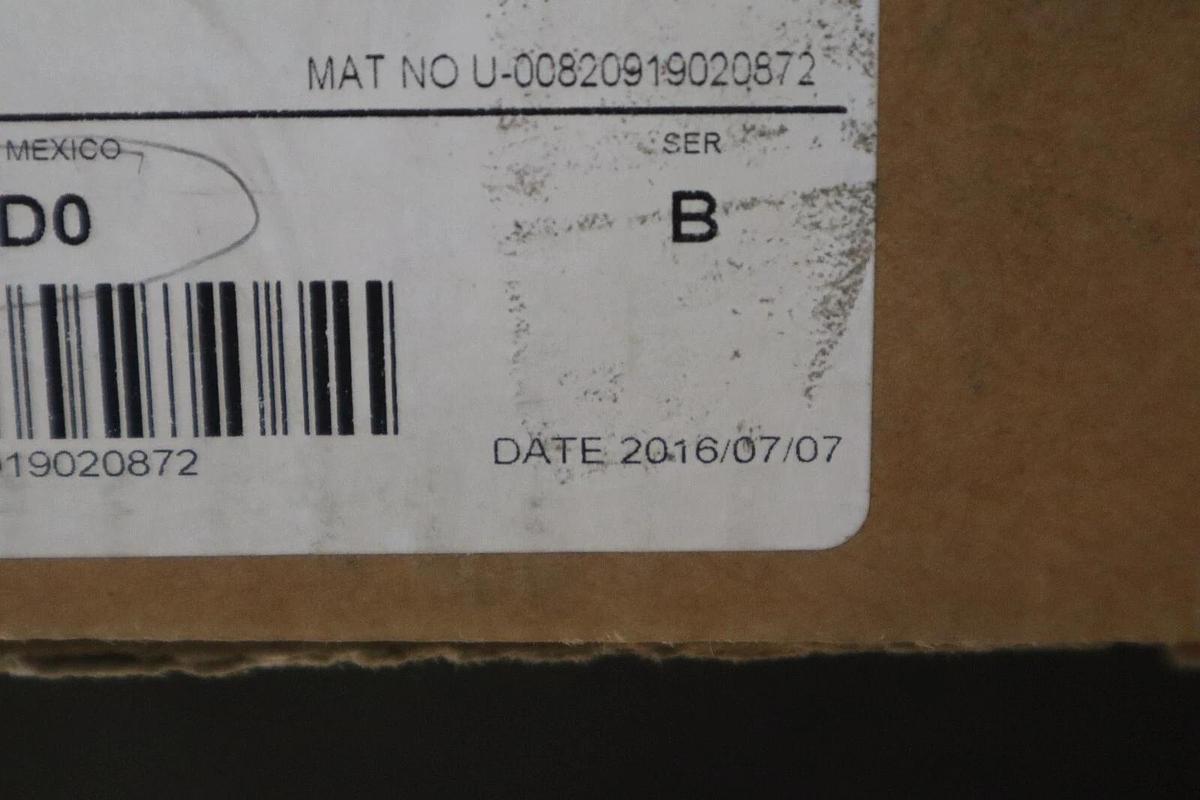 MAT NO U-00820919020872
MEXICO
SER
D0
B
19020872
DATE 2016/07/07